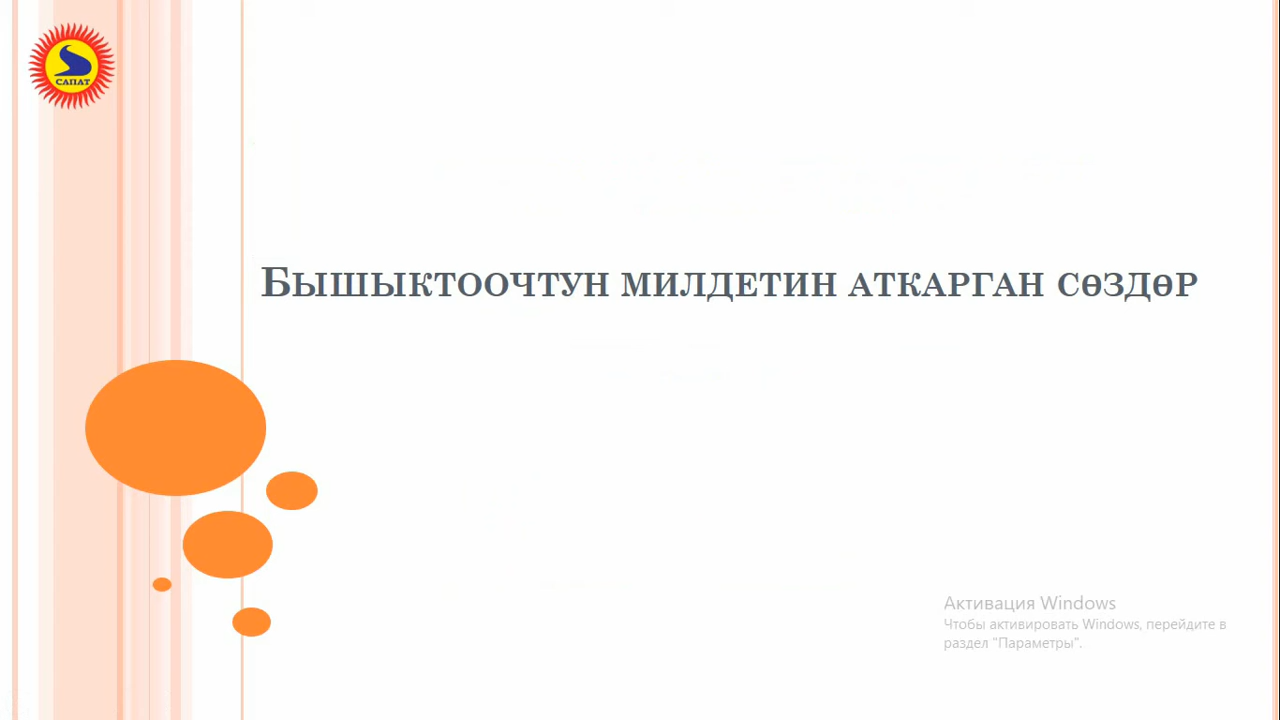 САПАТ
Бышыктоочтун милдетин аткарган сөздөр
Активация Windows
Чтобы активировать Windows, перейдите в
раздел "Параметры".